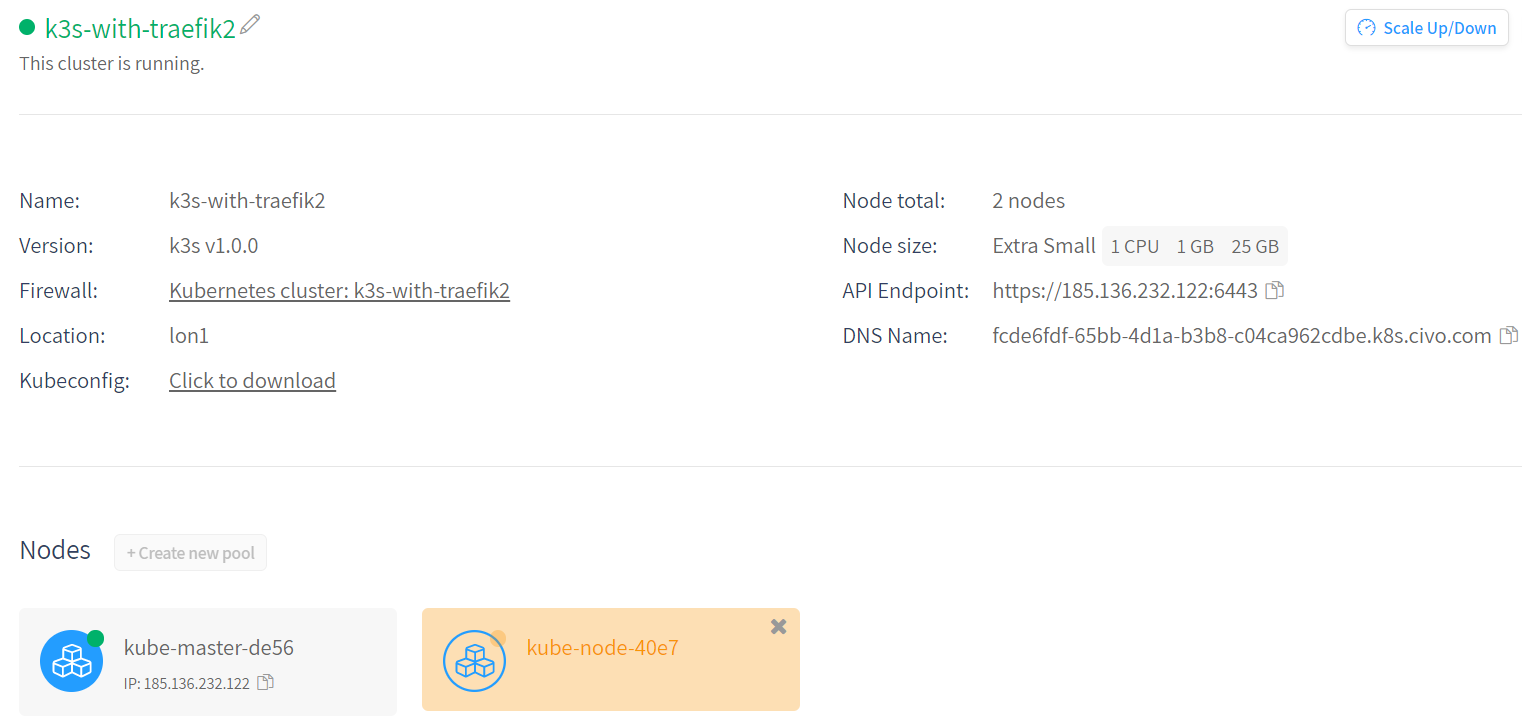 k3s-with-traefik2
Scale Up/Down
This cluster is running.
Name: k3s-with-traefik2
Version: k3s v1.0.0
Firewall: Kubernetes cluster: k3s-with-traefik2
Location: lon1
Kubeconfig: Click to download
Node total: 2 nodes
Node size: Extra Small 1 CPU 1 GB 25 GB
API Endpoint: https://185.136.232.122:6443
DNS Name: fcde6fdf-65bb-4d1a-b3b8-c04ca962cdbe.k8s.civo.com
Nodes
+ Create new pool
kube-master-de56
IP: 185.136.232.122
kube-node-40e7